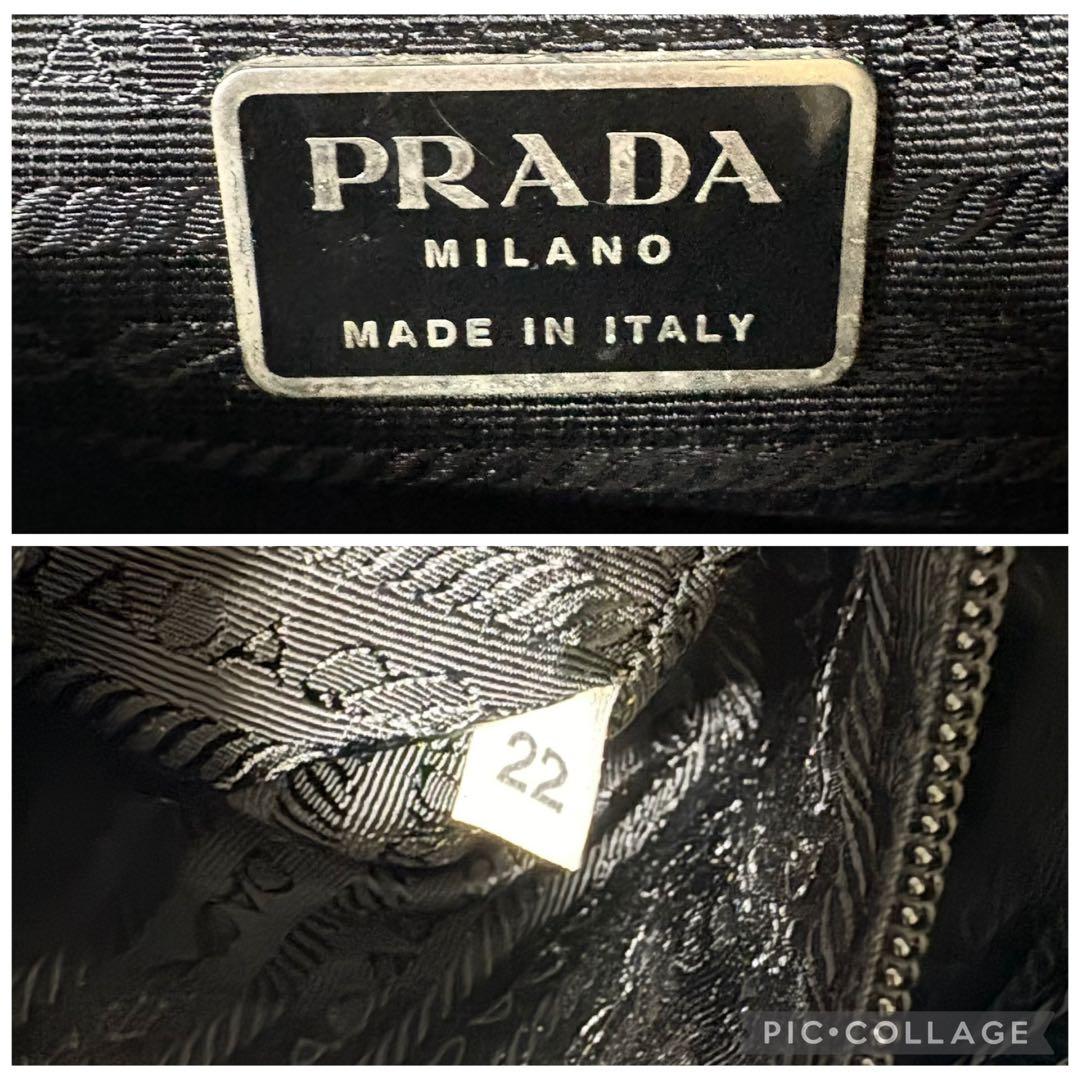 PRADA
MILANO
MADE IN ITALY
22
PIC•COLLAGE